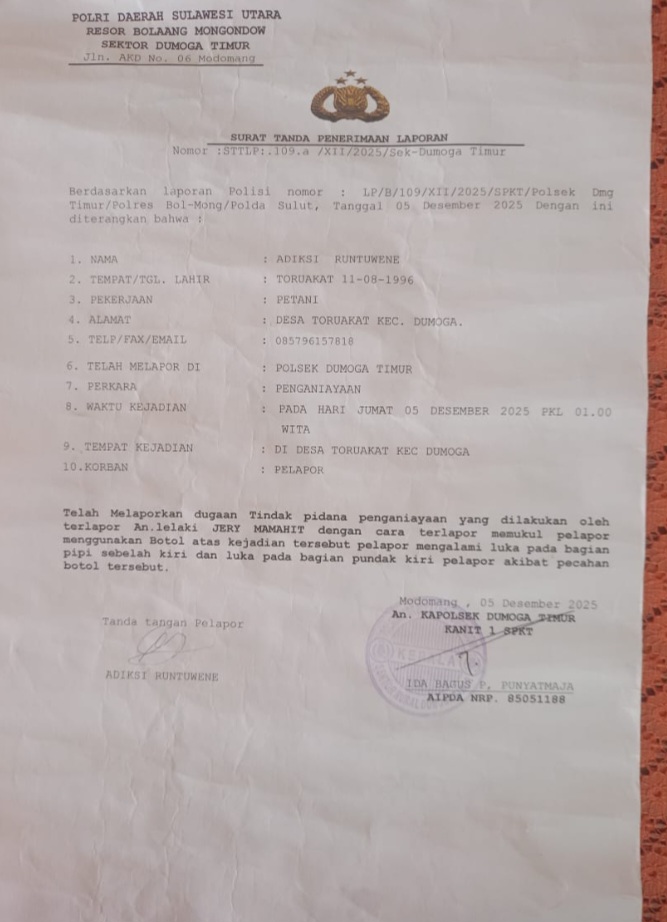 POLRI DAERAH SULAWESI UTARA
RESOR BOLAANG MONGONDOW
SEKTOR DUMOGA TIMUR
Jln. AKD No. 06 Modomang
SURAT TANDA PENERIMAAN LAPORAN
Nomor :STTLP:.109.a /XII/2025/Sek-Dumoga Timur
Berdasarkan laporan Polisi nomor : LP/B/109/XII/2025/SPKT/Polsek Dmg
Timur/Polres Bol-Mong/Polda Sulut, Tanggal 05 Desember 2025 Dengan ini
diterangkan bahwa :
1. NAMA : ADIKSI RUNTUWENE
2. TEMPAT/TGL. LAHIR : TORUAKAT 11-08-1996
3. PEKERJAAN : PETANI
4. ALAMAT : DESA TORUAKAT KEC. DUMOGA.
5. TELP/FAX/EMAIL : 085796157818
6. TELAH MELAPOR DI : POLSEK DUMOGA TIMUR
7. PERKARA : PENGANIAYAAN
8. WAKTU KEJADIAN : PADA HARI JUMAT 05 DESEMBER 2025 PKL 01.00
WITA
9. TEMPAT KEJADIAN : DI DESA TORUAKAT KEC DUMOGA
10.KORBAN : PELAPOR
Telah Melaporkan dugaan Tindak pidana penganiayaan yang dilakukan oleh
terlapor An.lelaki JERY MAMAHIT dengan cara terlapor memukul pelapor
menggunakan Botol atas kejadian tersebut pelapor mengalami luka pada bagian
pipi sebelah kiri dan luka pada bagian pundak kiri pelapor akibat pecahan
botol tersebut.
Modomang , 05 Desember 2025
Tanda tangan Pelapor
An. KAPOLSEK DUMOGA TIMUR
KANIT 1 SPKT
KEPALA
ADIKSI RUNTUWENE
IDA BAGUS P. PUNYATMAJA
AIPDA NRP. 85051188